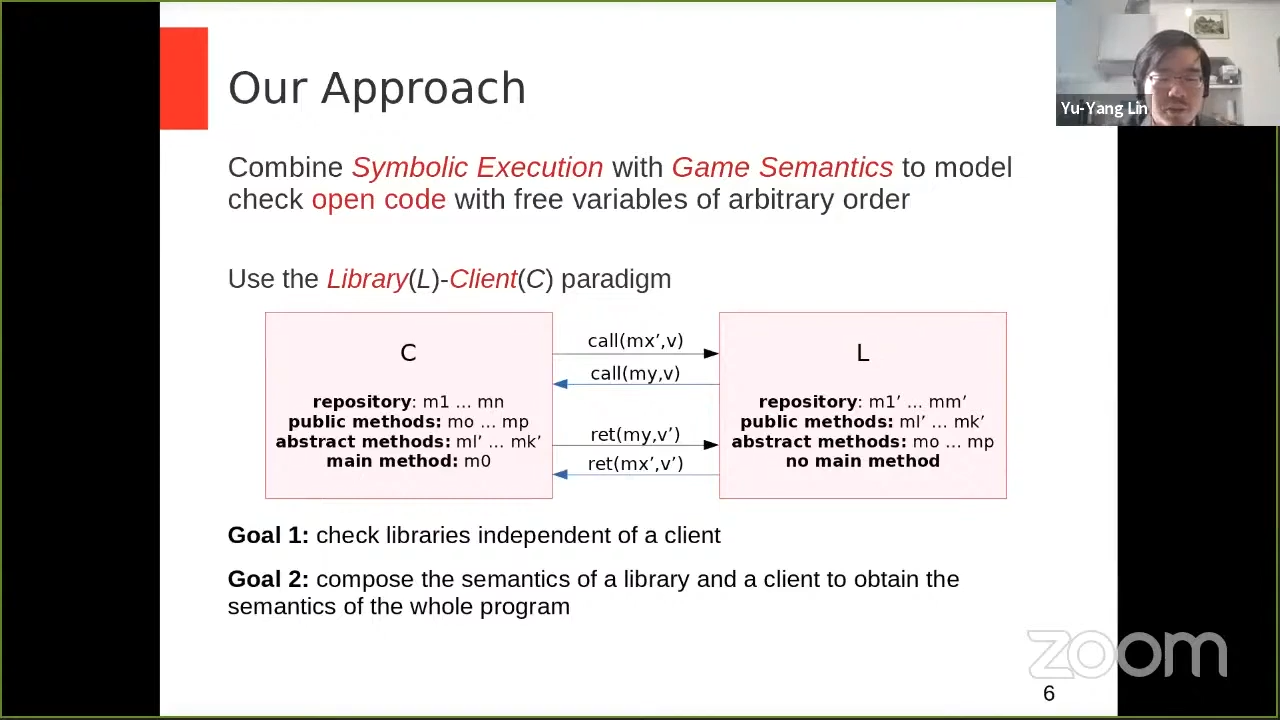 Our Approach
Yu-Yang Lin
Combine Symbolic Execution with Game Semantics to model
check open code with free variables of arbitrary order
Use the Library(L)-Client(C) paradigm
C
repository: m1 ... mn
public methods: mo ... mp
abstract methods: ml’ ... mk’
main method: m0
call(mx’,v)
call(my,v)
ret(my,v’)
ret(mx’,v’)
L
repository: m1’ ... mm’
public methods: ml’ ... mk’
abstract methods: mo ... mp
no main method
Goal 1: check libraries independent of a client
Goal 2: compose the semantics of a library and a client to obtain the
semantics of the whole program
zoom
6